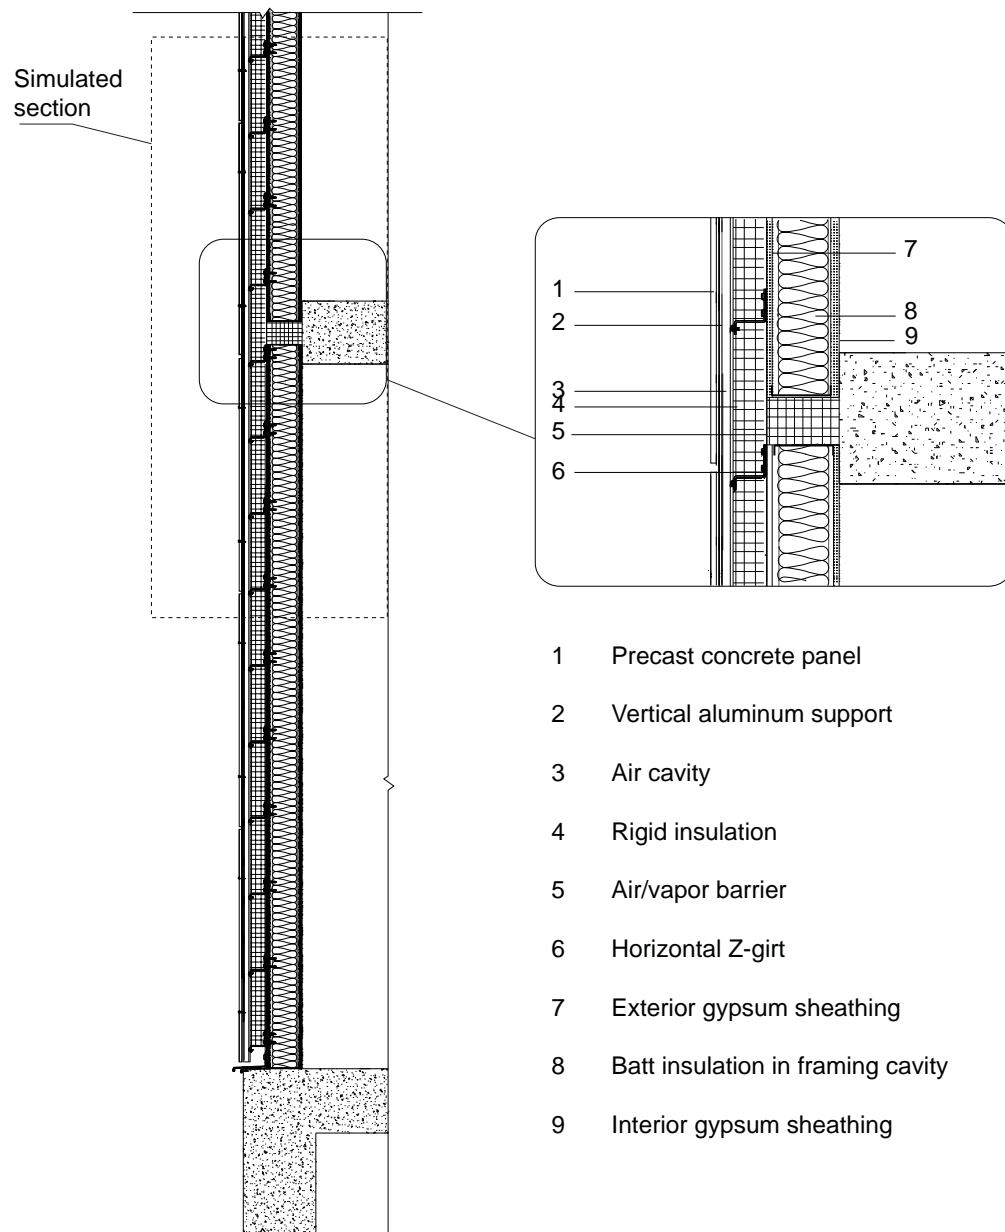 Simulated
section
1
2
3
4
5
6
7
8
9
1 Precast concrete panel
2 Vertical aluminum support
3 Air cavity
4 Rigid insulation
5 Air/vapor barrier
6 Horizontal Z-girt
7 Exterior gypsum sheathing
8 Batt insulation in framing cavity
9 Interior gypsum sheathing